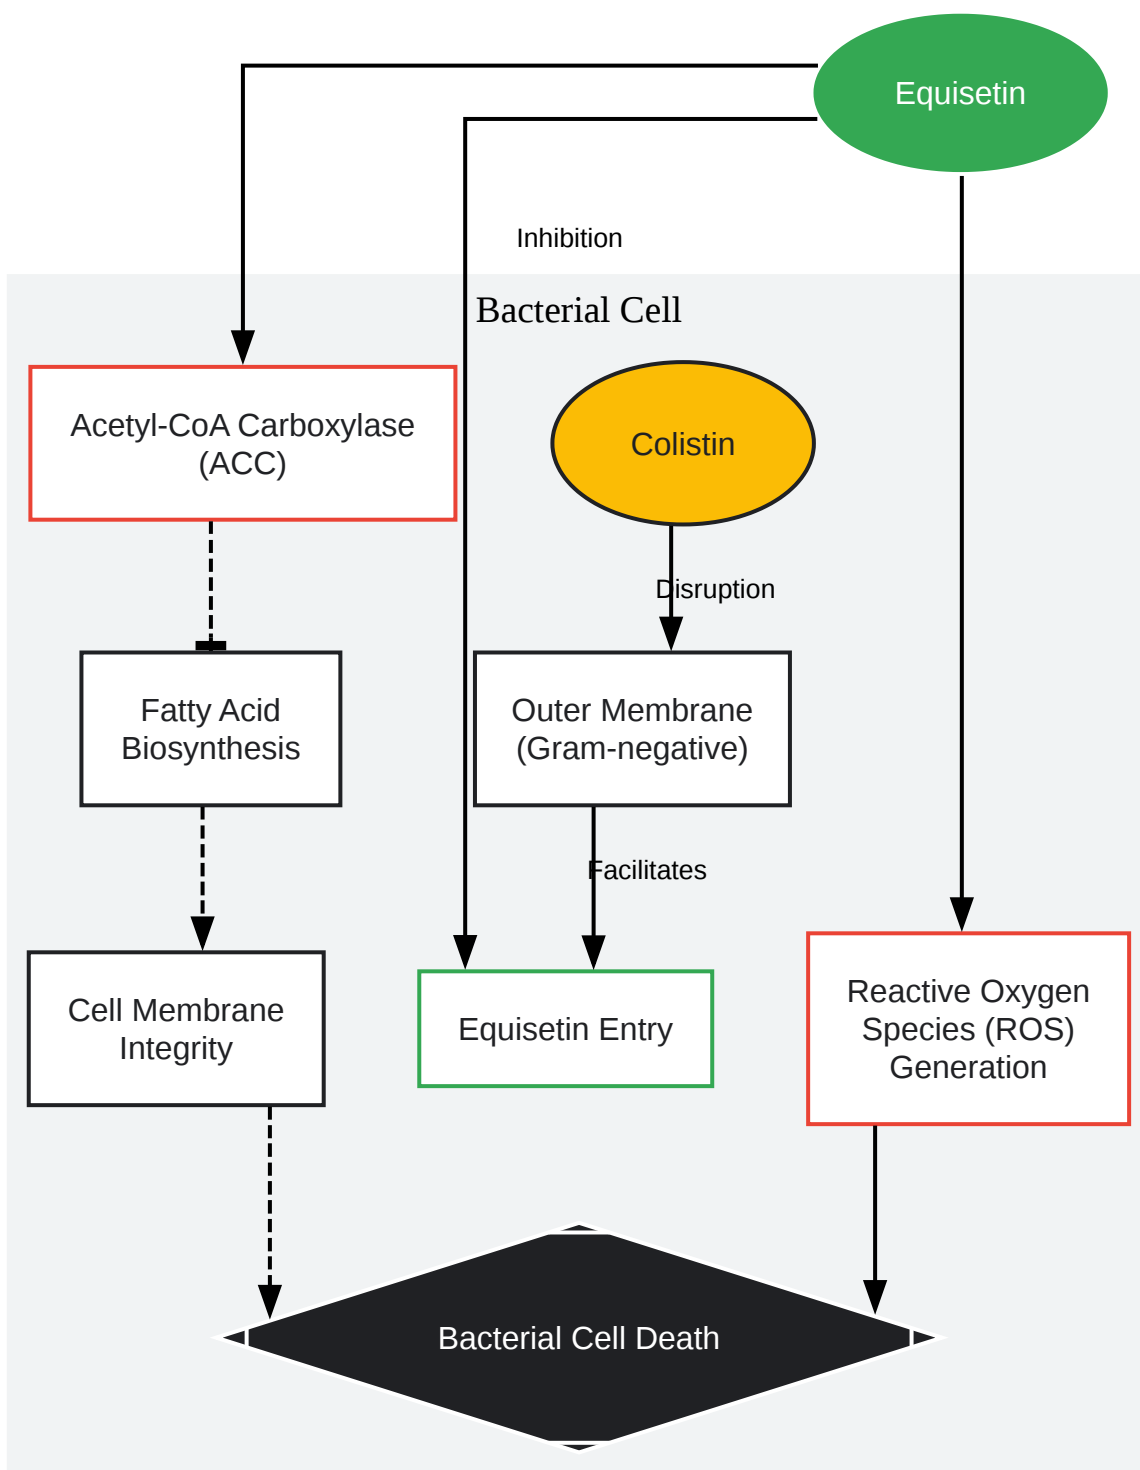 Equisetin
Inhibition
Bacterial Cell
Acetyl-CoA Carboxylase
(ACC)
Colistin
Disruption
Fatty Acid
Biosynthesis
Outer Membrane
(Gram-negative)
Facilitates
Cell Membrane
Integrity
Equisetin Entry
Reactive Oxygen
Species (ROS)
Generation
Bacterial Cell Death